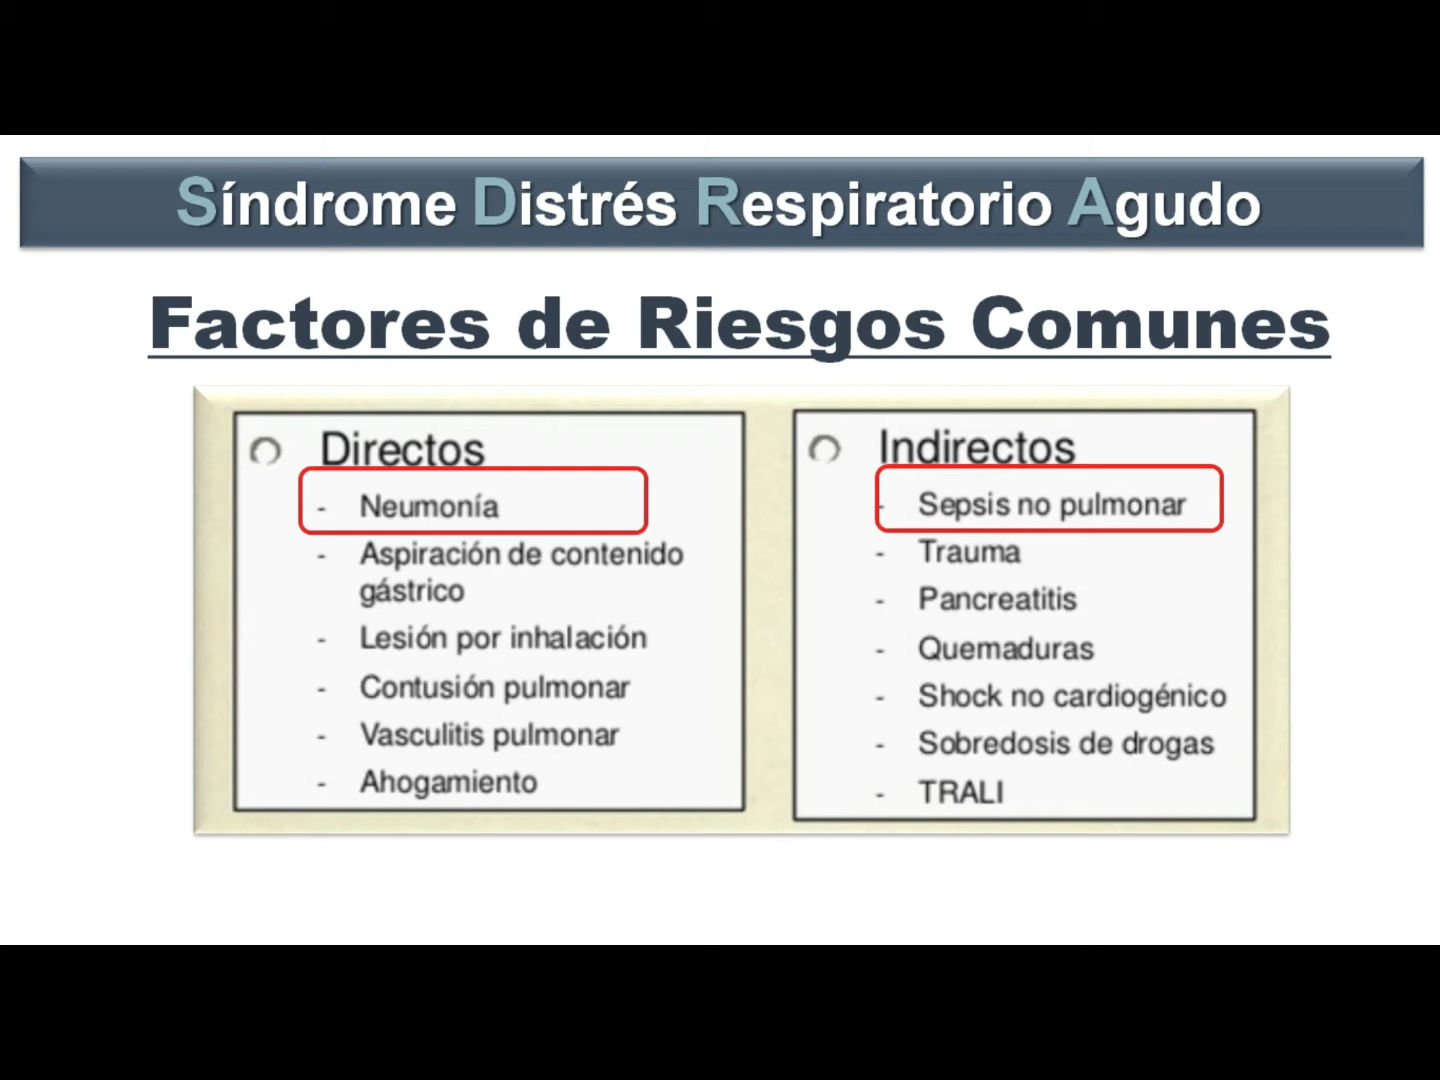 Síndrome Distrés Respiratorio Agudo
Factores de Riesgos Comunes
Directos
- Neumonía
- Aspiración de contenido
gástrico
- Lesión por inhalación
- Contusión pulmonar
- Vasculitis pulmonar
- Ahogamiento
Indirectos
- Sepsis no pulmonar
- Trauma
- Pancreatitis
- Quemaduras
- Shock no cardiogénico
- Sobredosis de drogas
- TRALI